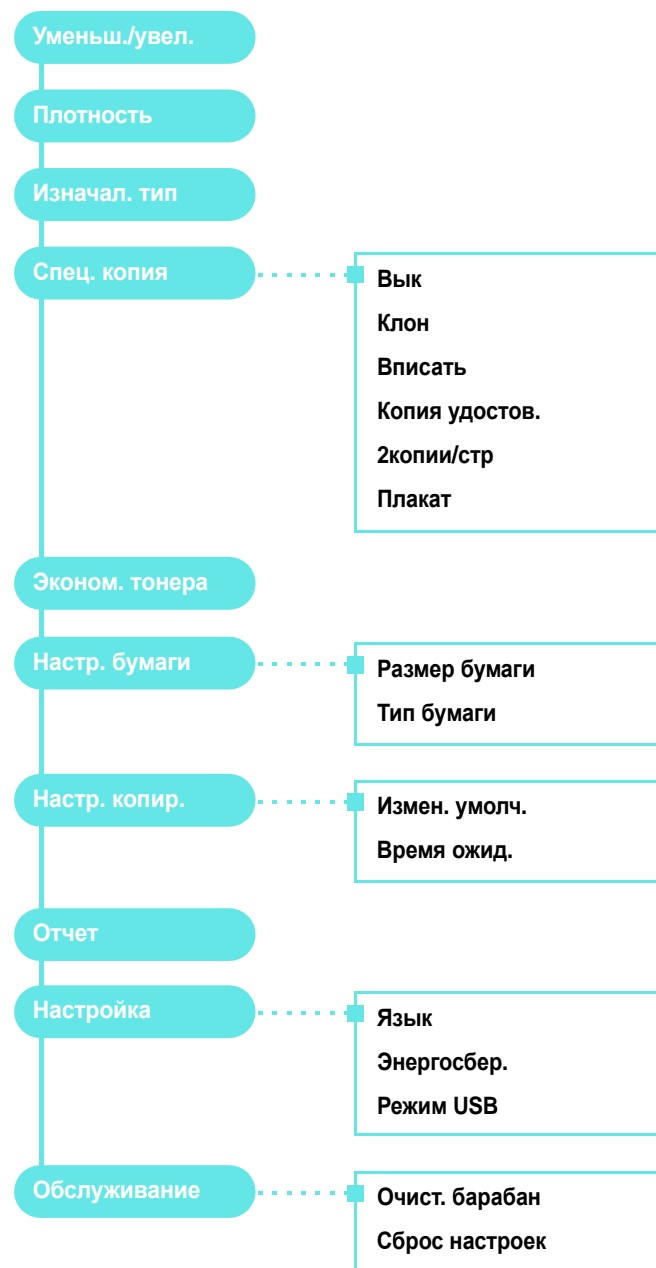 Уменьш./увел.
Плотность
Изначал. тип
Спец. копия
Вык
Клон
Вписать
Копия удостов.
2копии/стр
Плакат
Эконом. тонера
Настр. бумаги
Размер бумаги
Тип бумаги
Настр. копир.
Измен. умолч.
Время ожид.
Отчет
Настройка
Язык
Энергосбер.
Режим USB
Обслуживание
Очист. барабан
Сброс настроек